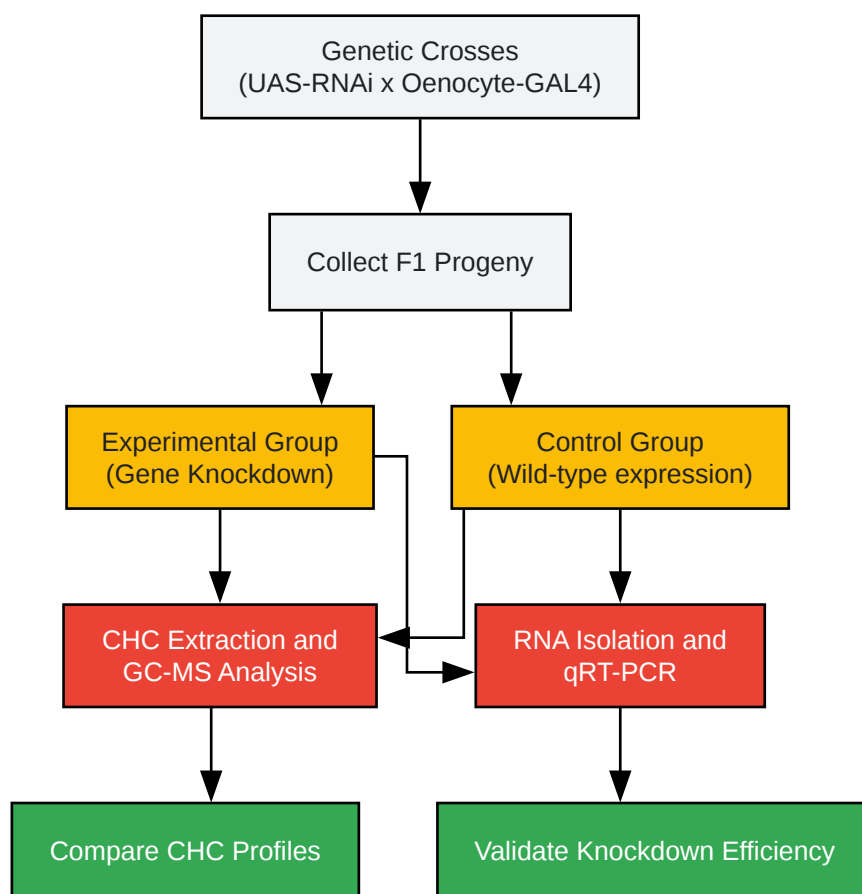 Genetic Crosses
(UAS-RNAi x Oenocyte-GAL4)
Collect F1 Progeny
Experimental Group
(Gene Knockdown)
Control Group
(Wild-type expression)
CHC Extraction and
GC-MS Analysis
RNA Isolation and
qRT-PCR
Compare CHC Profiles
Validate Knockdown Efficiency